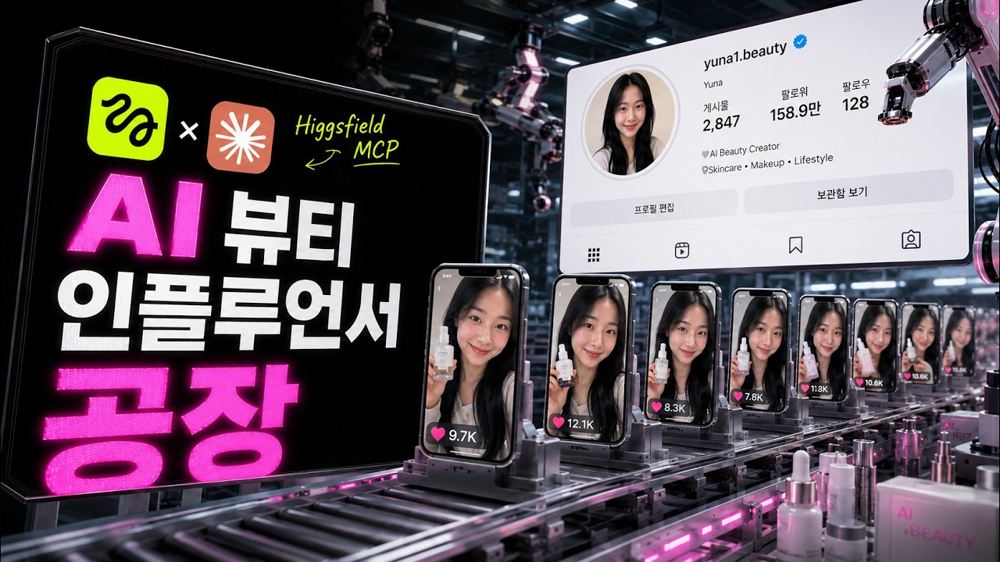 ×
Higgsfield
MCP
AI 뷰티
인플루언서
공장
yuna1.beauty
Yuna
게시물
2,847
팔로워
158.9만
팔로우
128
AI Beauty Creator
Skincare • Makeup • Lifestyle
프로필 편집
보관함 보기
9.7K
12.1K
8.3K
7.8K
11.8K
10.6K
10.6K
10.8K
AI
BEAUTY